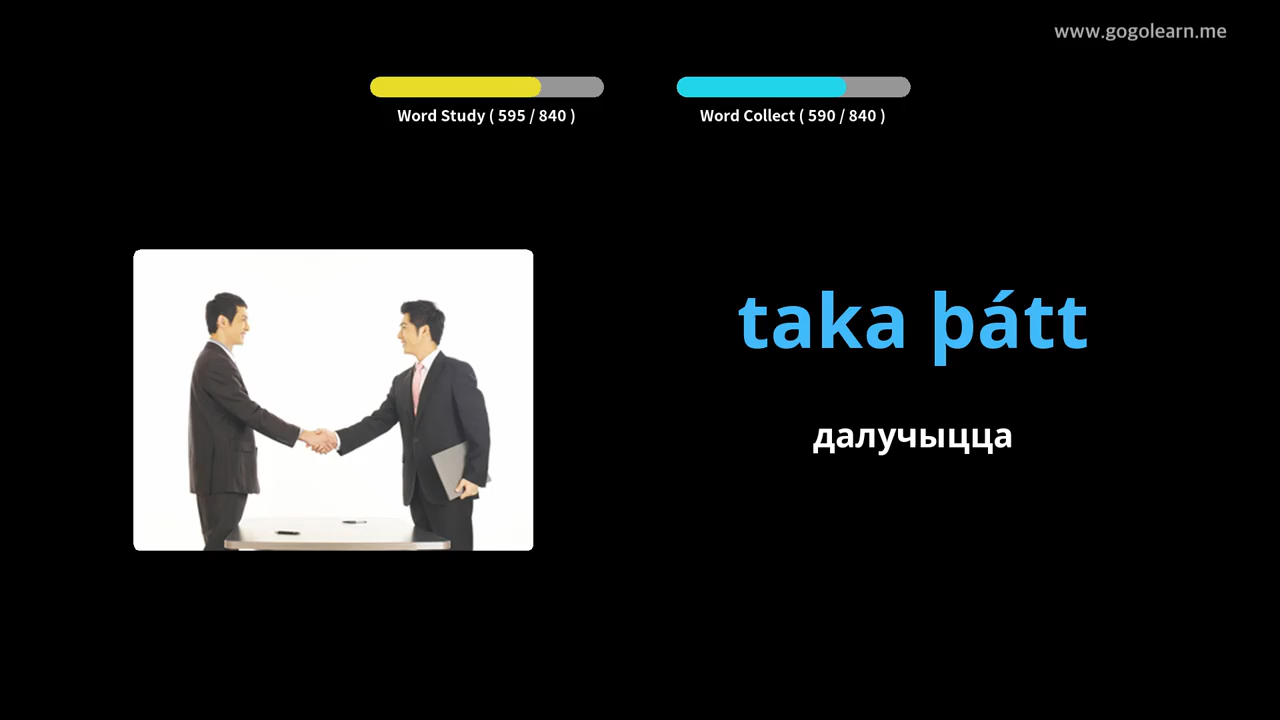 www.gogolearn.me
Word Study ( 595 / 840 )
Word Collect ( 590 / 840 )
taka þátt
далучыцца